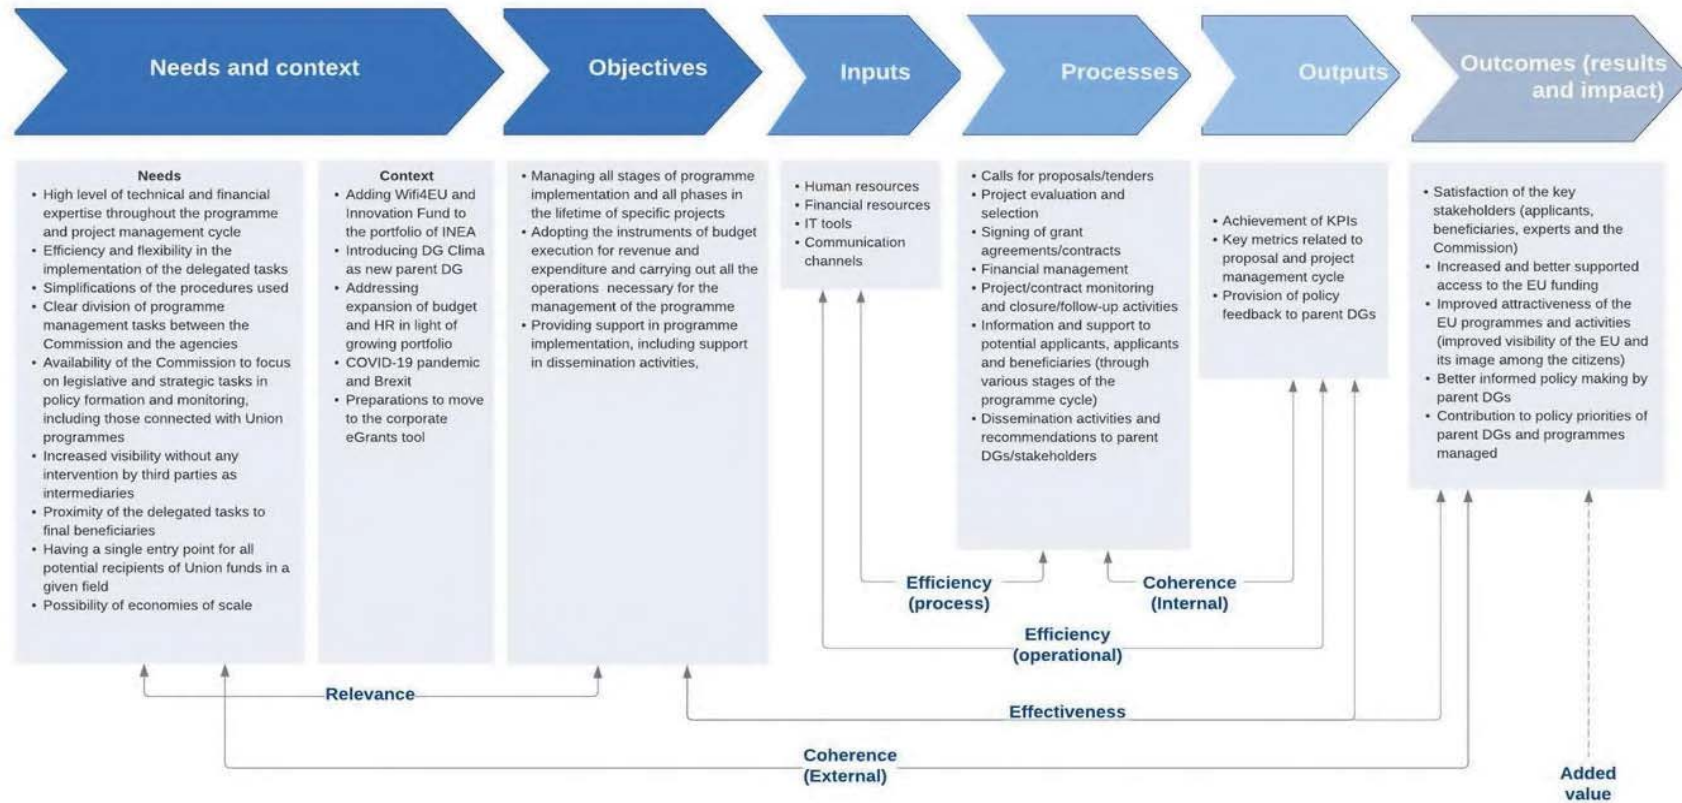 Needs and context
Objectives
Inputs
Processes
Outputs
Outcomes (results
and impact)
Needs
• High level of technical and financial
expertise throughout the programme
and project management cycle
• Efficiency and flexibility in the
implementation of the delegated tasks
• Simplifications of the procedures used
• Clear division of programme
management tasks between the
Commission and the agencies
• Availability of the Commission to focus
on legislative and strategic tasks in
policy formation and monitoring,
including those connected with Union
programmes
• Increased visibility without any
intervention by third parties as
intermediaries
• Proximity of the delegated tasks to
final beneficiaries
• Having a single entry point for all
potential recipients of Union funds in a
given field
• Possibility of economies of scale
Context
• Adding Wifi4EU and
Innovation Fund to
the portfolio of INEA
• Introducing DG Clima
as new parent DG
• Addressing
expansion of budget
and HR in light of
growing portfolio
• COVID-19 pandemic
and Brexit
• Preparations to move
to the corporate
eGrants tool
• Managing all stages of programme
implementation and all phases in
the lifetime of specific projects
• Adopting the instruments of budget
execution for revenue and
expenditure and carrying out all the
operations necessary for the
management of the programme
• Providing support in programme
implementation, including support
in dissemination activities,
• Human resources
• Financial resources
• IT tools
• Communication
channels
• Calls for proposals/tenders
• Project evaluation and
selection
• Signing of grant
agreements/contracts
• Financial management
• Project/contract monitoring
and closure/follow-up activities
• Information and support to
potential applicants, applicants
and beneficiaries (through
various stages of the
programme cycle)
• Dissemination activities and
recommendations to parent
DGs/stakeholders
• Achievement of KPIs
• Key metrics related to
proposal and project
management cycle
• Provision of policy
feedback to parent DGs
• Satisfaction of the key
stakeholders (applicants,
beneficiaries, experts and the
Commission)
• Increased and better supported
access to the EU funding
• Improved attractiveness of the
EU programmes and activities
(improved visibility of the EU and
its image among the citizens)
• Better informed policy making by
parent DGs
• Contribution to policy priorities of
parent DGs and programmes
managed
Efficiency
(process)
Coherence
(Internal)
Efficiency
(operational)
Relevance
Effectiveness
Coherence
(External)
Added
value